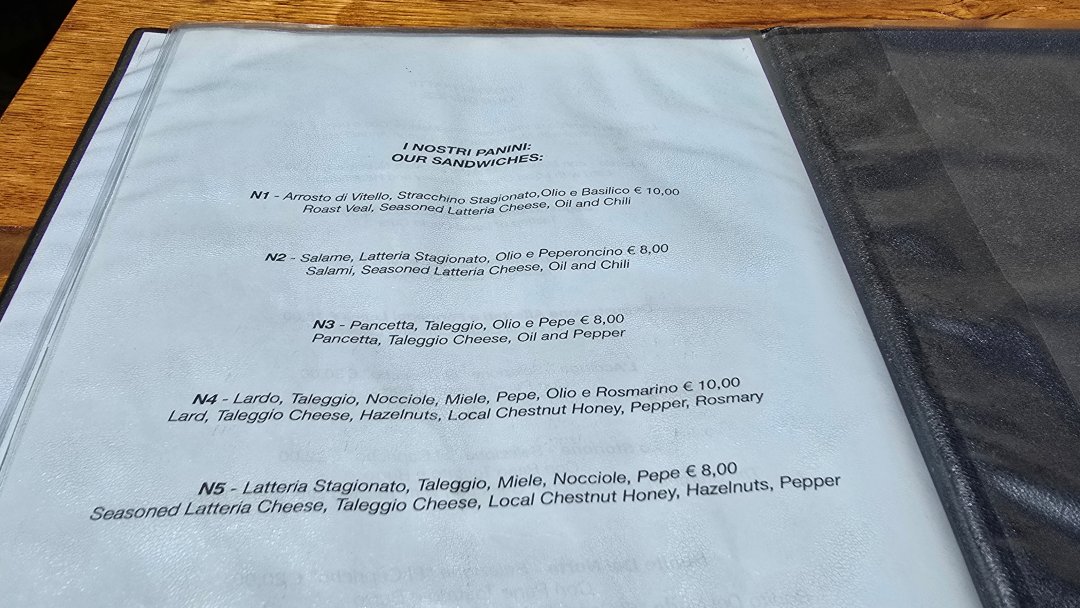 I NOSTRI PANINI:
OUR SANDWICHES:
N1 - Arrosto di Vitello, Stracchino Stagionato,Olio e Basilico € 10,00
Roast Veal, Seasoned Latteria Cheese, Oil and Chili
N2 - Salame, Latteria Stagionato, Olio e Peperoncino € 8,00
Salami, Seasoned Latteria Cheese, Oil and Chili
N3 - Pancetta, Taleggio, Olio e Pepe € 8,00
Pancetta, Taleggio Cheese, Oil and Pepper
N4 - Lardo, Taleggio, Nocciole, Miele, Pepe, Olio e Rosmarino € 10,00
Lard, Taleggio Cheese, Hazelnuts, Local Chestnut Honey, Pepper, Rosmary
N5 - Latteria Stagionato, Taleggio, Miele, Nocciole, Pepe € 8,00
Seasoned Latteria Cheese, Taleggio Cheese, Local Chestnut Honey, Hazelnuts, Pepper